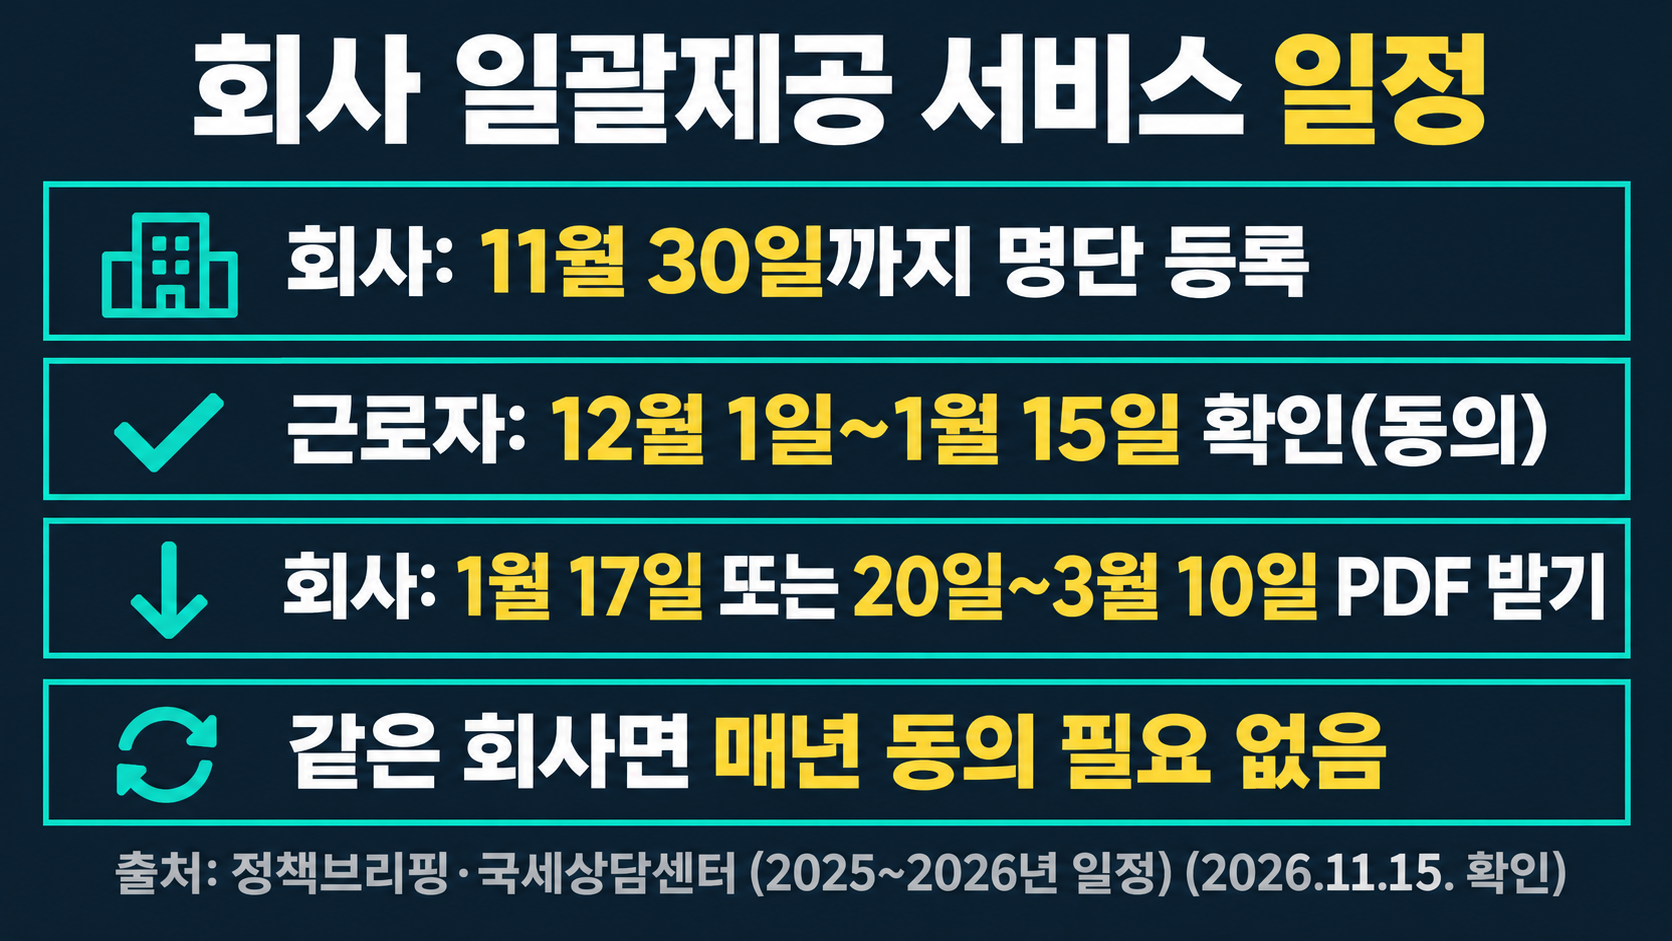 회사 일괄제공 서비스 일정
회사: 11월 30일까지 명단 등록
근로자: 12월 1일~1월 15일 확인(동의)
회사: 1월 17일 또는 20일~3월 10일 PDF 받기
같은 회사면 매년 동의 필요 없음
출처: 정책브리핑·국세상담센터 (2025~2026년 일정) (2026.11.15. 확인)